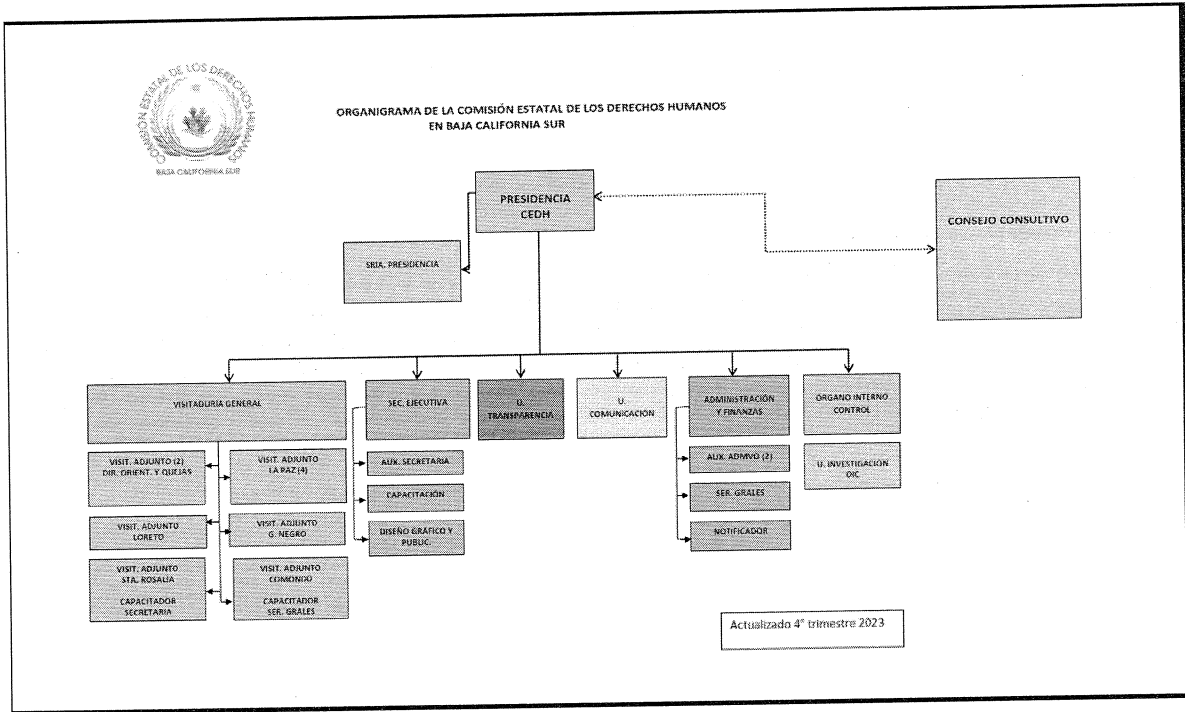 COMISIÓN ESTATAL DE LOS DERECHOS HUMANOS
BAJA CALIFORNIA SUR
ORGANIGRAMA DE LA COMISIÓN ESTATAL DE LOS DERECHOS HUMANOS
EN BAJA CALIFORNIA SUR
PRESIDENCIA
CEDH
CONSEJO CONSULTIVO
SRIA. PRESIDENCIA
VISITADURÍA GENERAL
SEC. EJECUTIVA
U.
TRANSPARENCIA
U.
COMUNICACIÓN
ADMINISTRACIÓN
Y FINANZAS
ÓRGANO INTERNO
CONTROL
VISIT. ADJUNTO (2)
DIR. ORIENT. Y QUEJAS
VISIT. ADJUNTO
LA PAZ (4)
AUX. SECRETARIA
AUX. ADMVO (2)
U. INVESTIGACIÓN
OIC
CAPACITACIÓN
SER. GRALES
VISIT. ADJUNTO
LORETO
VISIT. ADJUNTO
G. NEGRO
DISEÑO GRÁFICO Y
PUBLIC.
NOTIFICADOR
VISIT. ADJUNTO
STA. ROSALÍA
CAPACITADOR
SECRETARIA
VISIT. ADJUNTO
COMONDÚ
CAPACITADOR
SER. GRALES
Actualizado 4° trimestre 2023